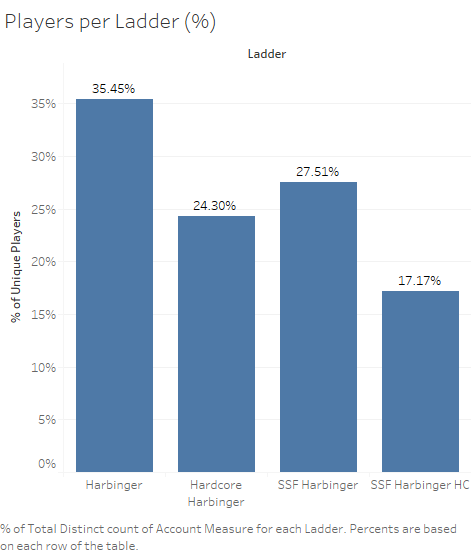 Players per Ladder (%)
Ladder
35.45%
24.30%
27.51%
17.17%
% of Unique Players
35%
30%
25%
20%
15%
10%
5%
0%
Harbinger
Hardcore
Harbinger
SSF Harbinger
SSF Harbinger HC
% of Total Distinct count of Account Measure for each Ladder. Percents are based
on each row of the table.